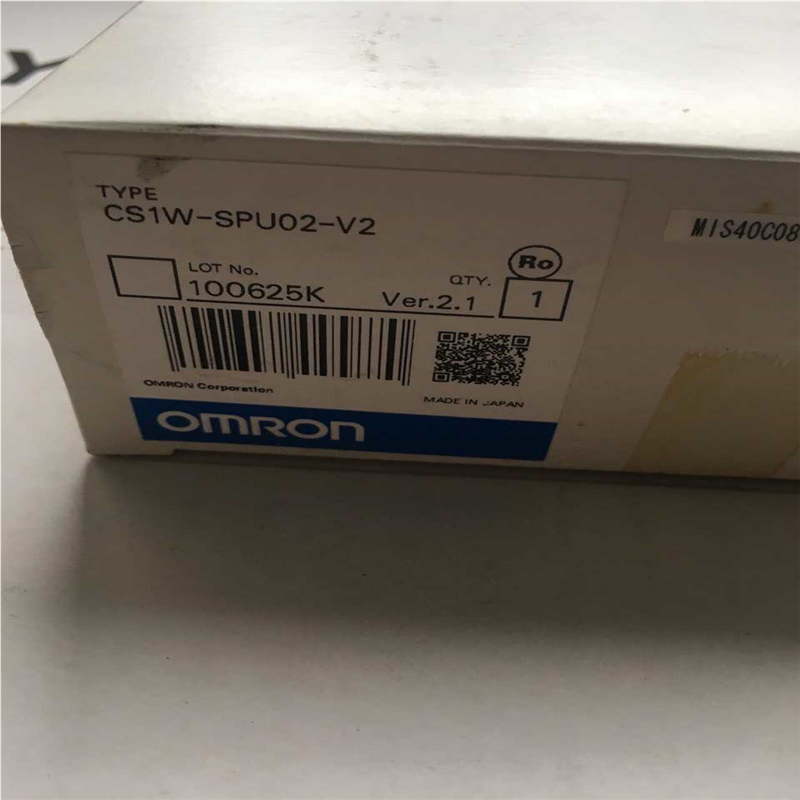 TYPE
CS1W-SPU02-V2
MIS40C08
LOT No.
100625K
Ver.2.1
QTY.
Ro
1
OMRON Corporation
MADE IN JAPAN
OMRON